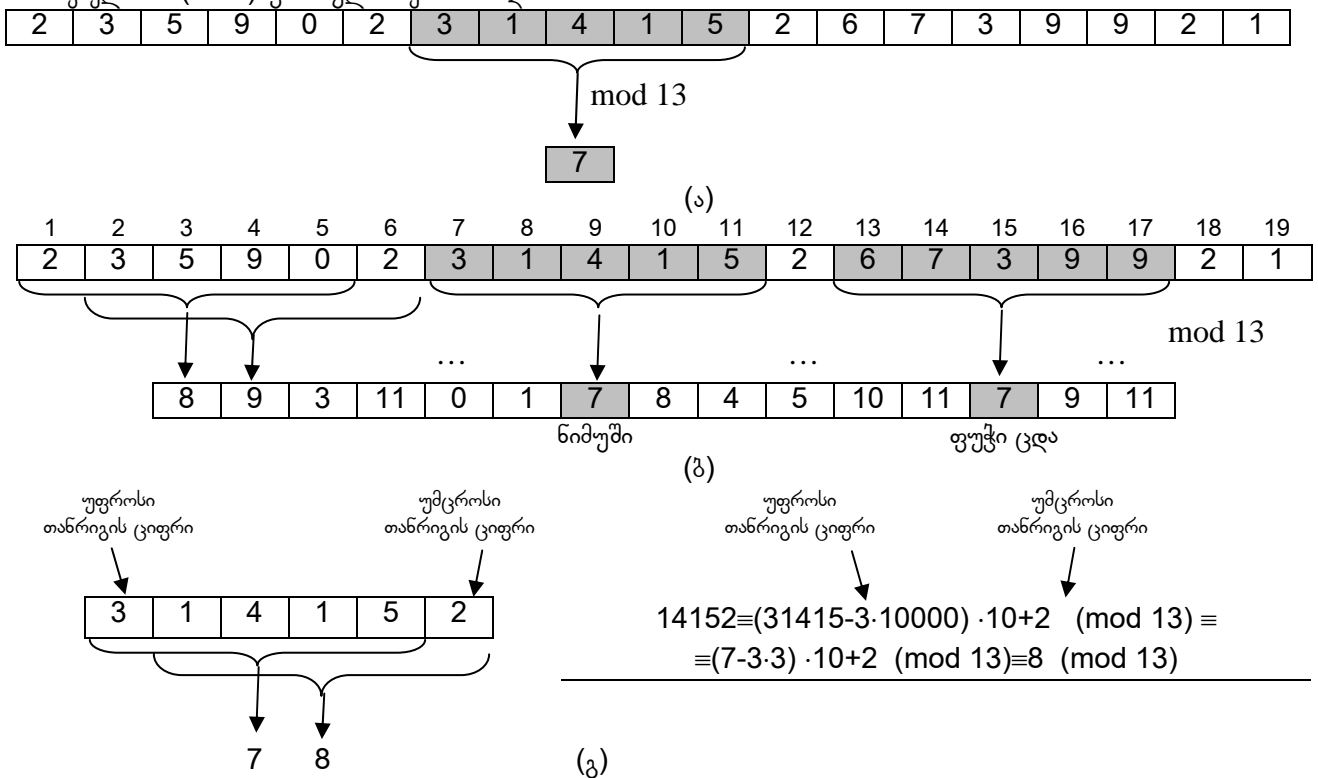 2 3 5 9 0 2 3 1 4 1 5 2 6 7 3 9 9 2 1
mod 13
7
(ა)
1 2 3 4 5 6 7 8 9 10 11 12 13 14 15 16 17 18 19
2 3 5 9 0 2 3 1 4 1 5 2 6 7 3 9 9 2 1
mod 13
… … …
8 9 3 11 0 1 7 8 4 5 10 11 7 9 11
ნიმუში ფუჭი ცდა
(ბ)
უფროსი უმცროსი უფროსი უმცროსი
თანრიგის ციფრი თანრიგის ციფრი თანრიგის ციფრი თანრიგის ციფრი
3 1 4 1 5 2
14152≡(31415-3·10000) ·10+2 (mod 13) ≡
≡(7-3·3) ·10+2 (mod 13)≡8 (mod 13)
7 8
(გ)